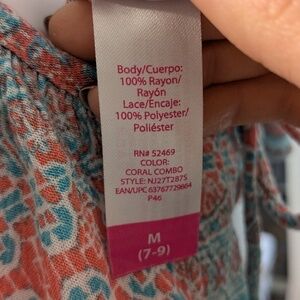 Body/Cuerpo:
100% Rayon/
Rayón
Lace/Encaje:
100% Polyester/
Poliéster
RN# 52469
COLOR:
CORAL COMBO
STYLE: NJ27T287S
EAN/UPC 63767729864
P46
M
(7-9)